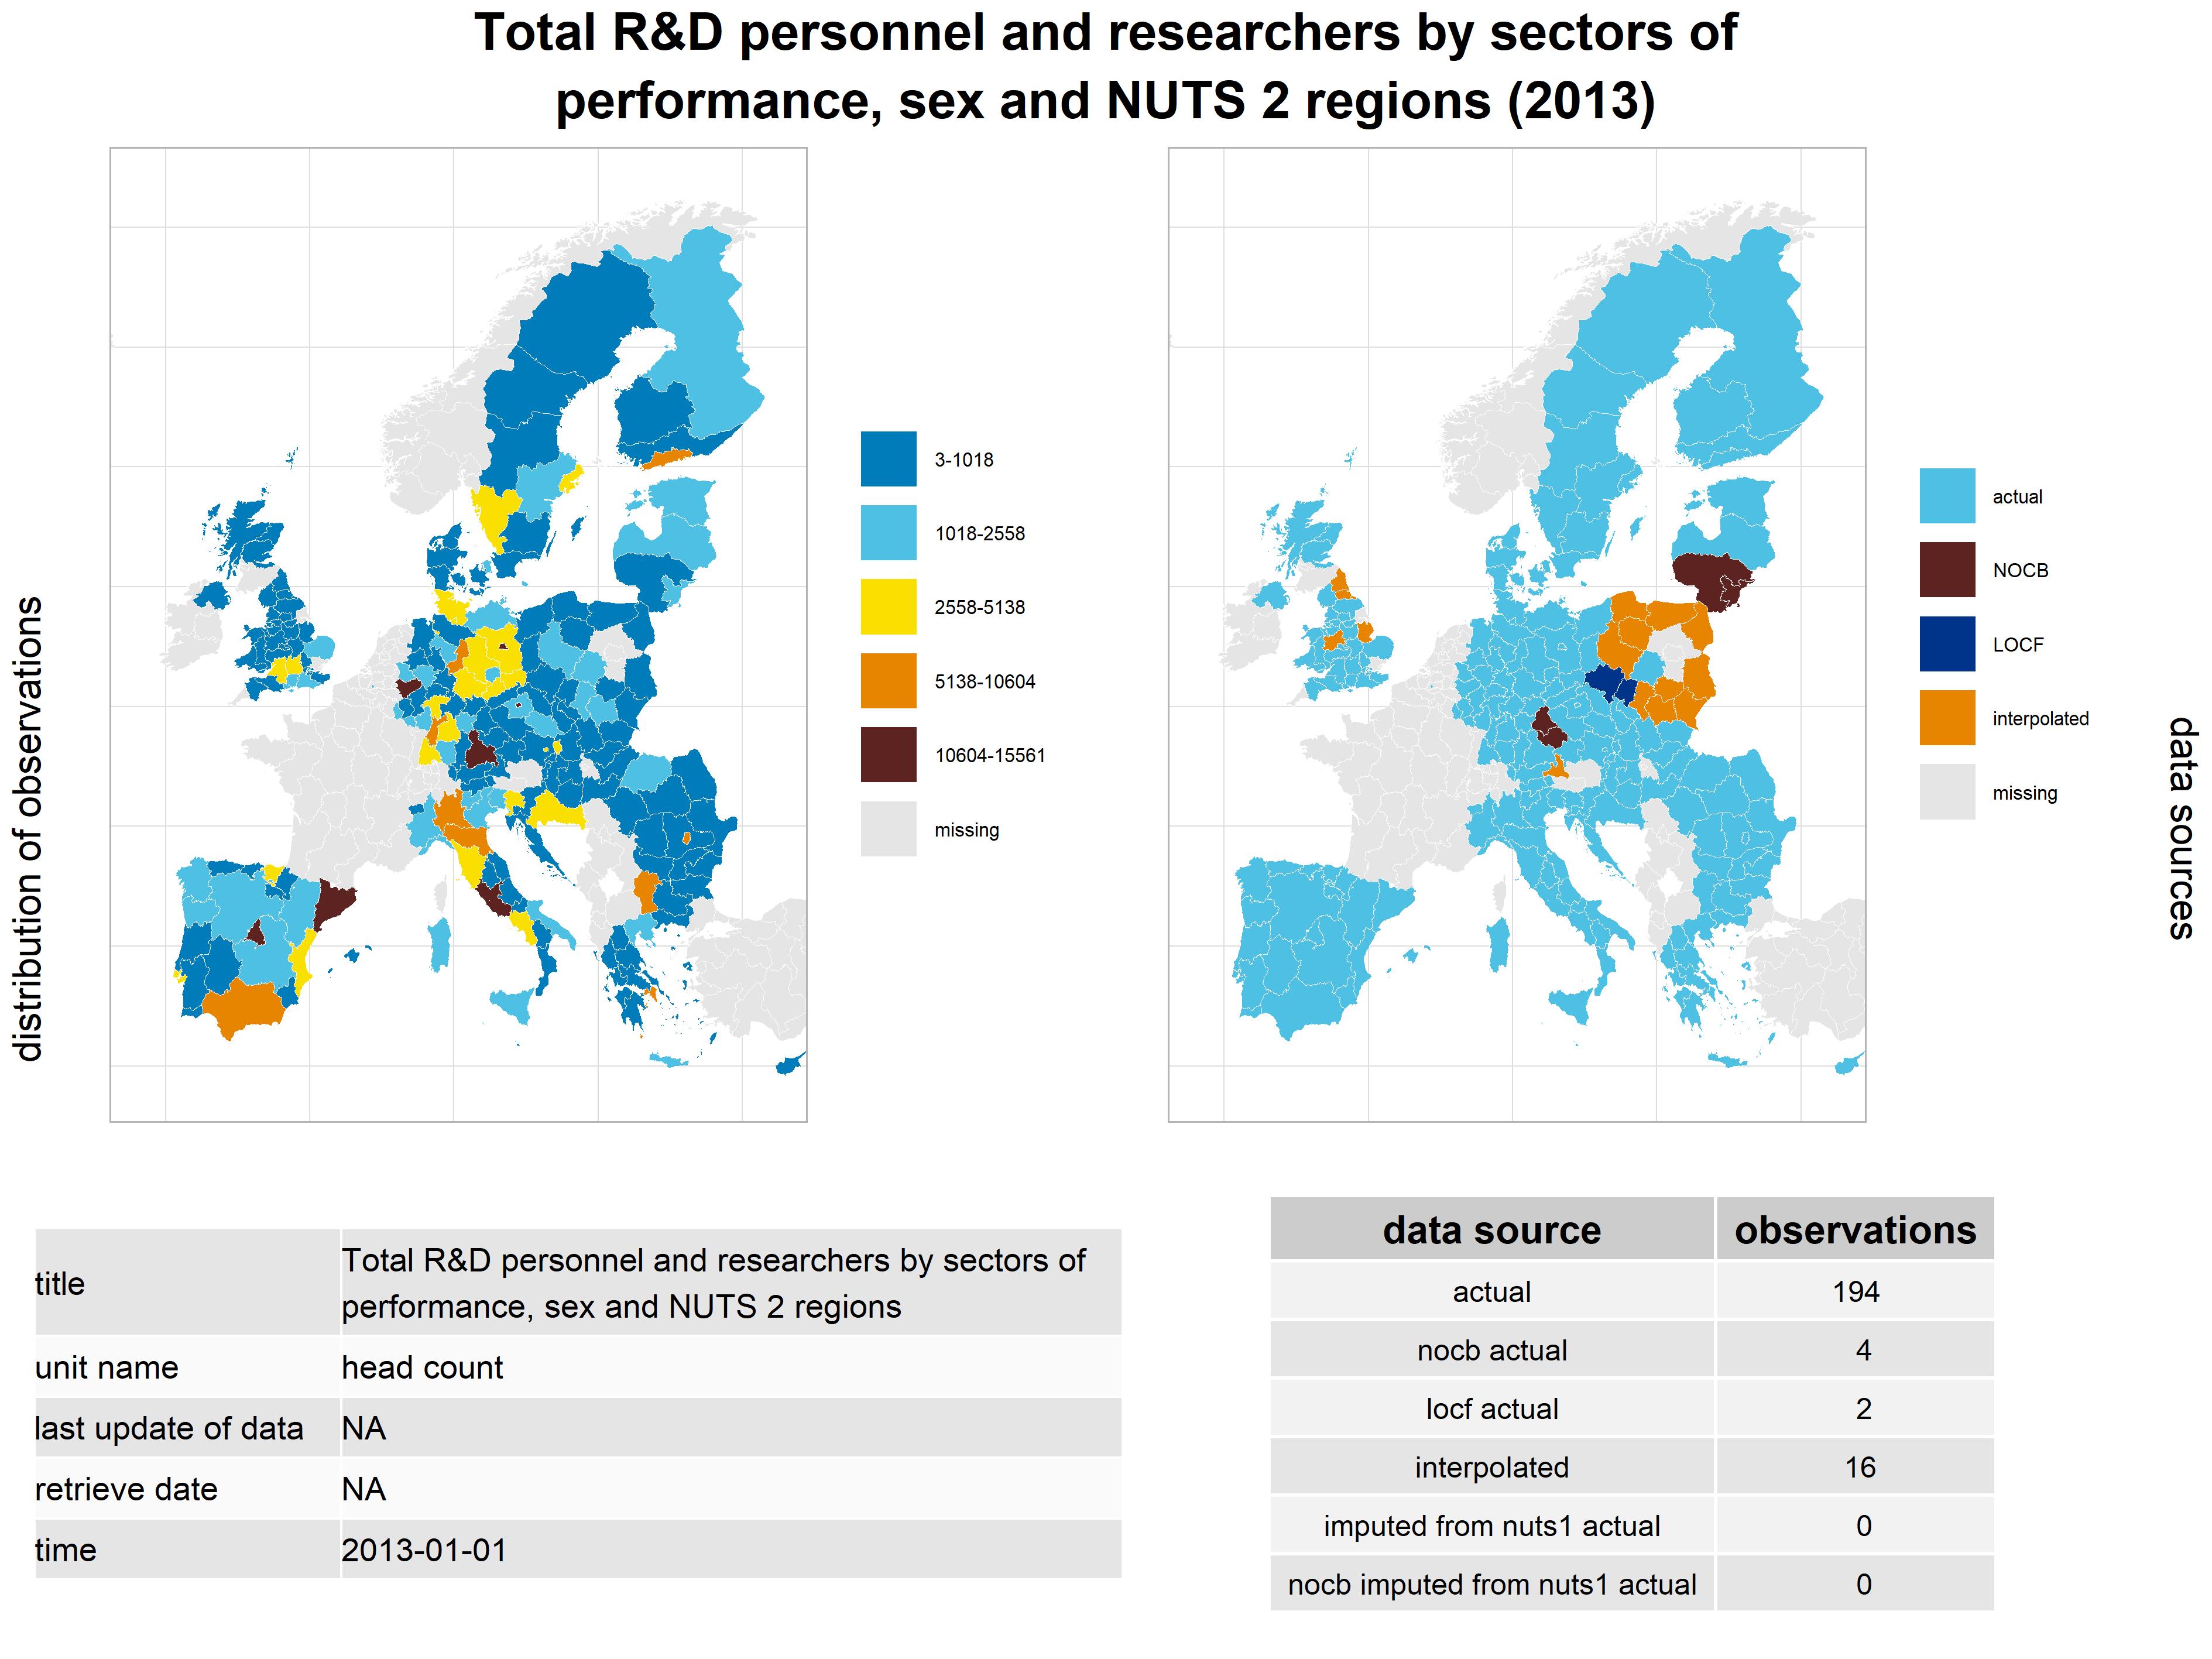 Total R&D personnel and researchers by sectors of
performance, sex and NUTS 2 regions (2013)
distribution of observations
3-1018
1018-2558
2558-5138
5138-10604
10604-15561
missing
actual
NOCB
LOCF
interpolated
missing
data sources
title
Total R&D personnel and researchers by sectors of
performance, sex and NUTS 2 regions
unit name head count
last update of data NA
retrieve date NA
time 2013-01-01
data source observations
actual 194
nocb actual 4
locf actual 2
interpolated 16
imputed from nuts1 actual 0
nocb imputed from nuts1 actual 0